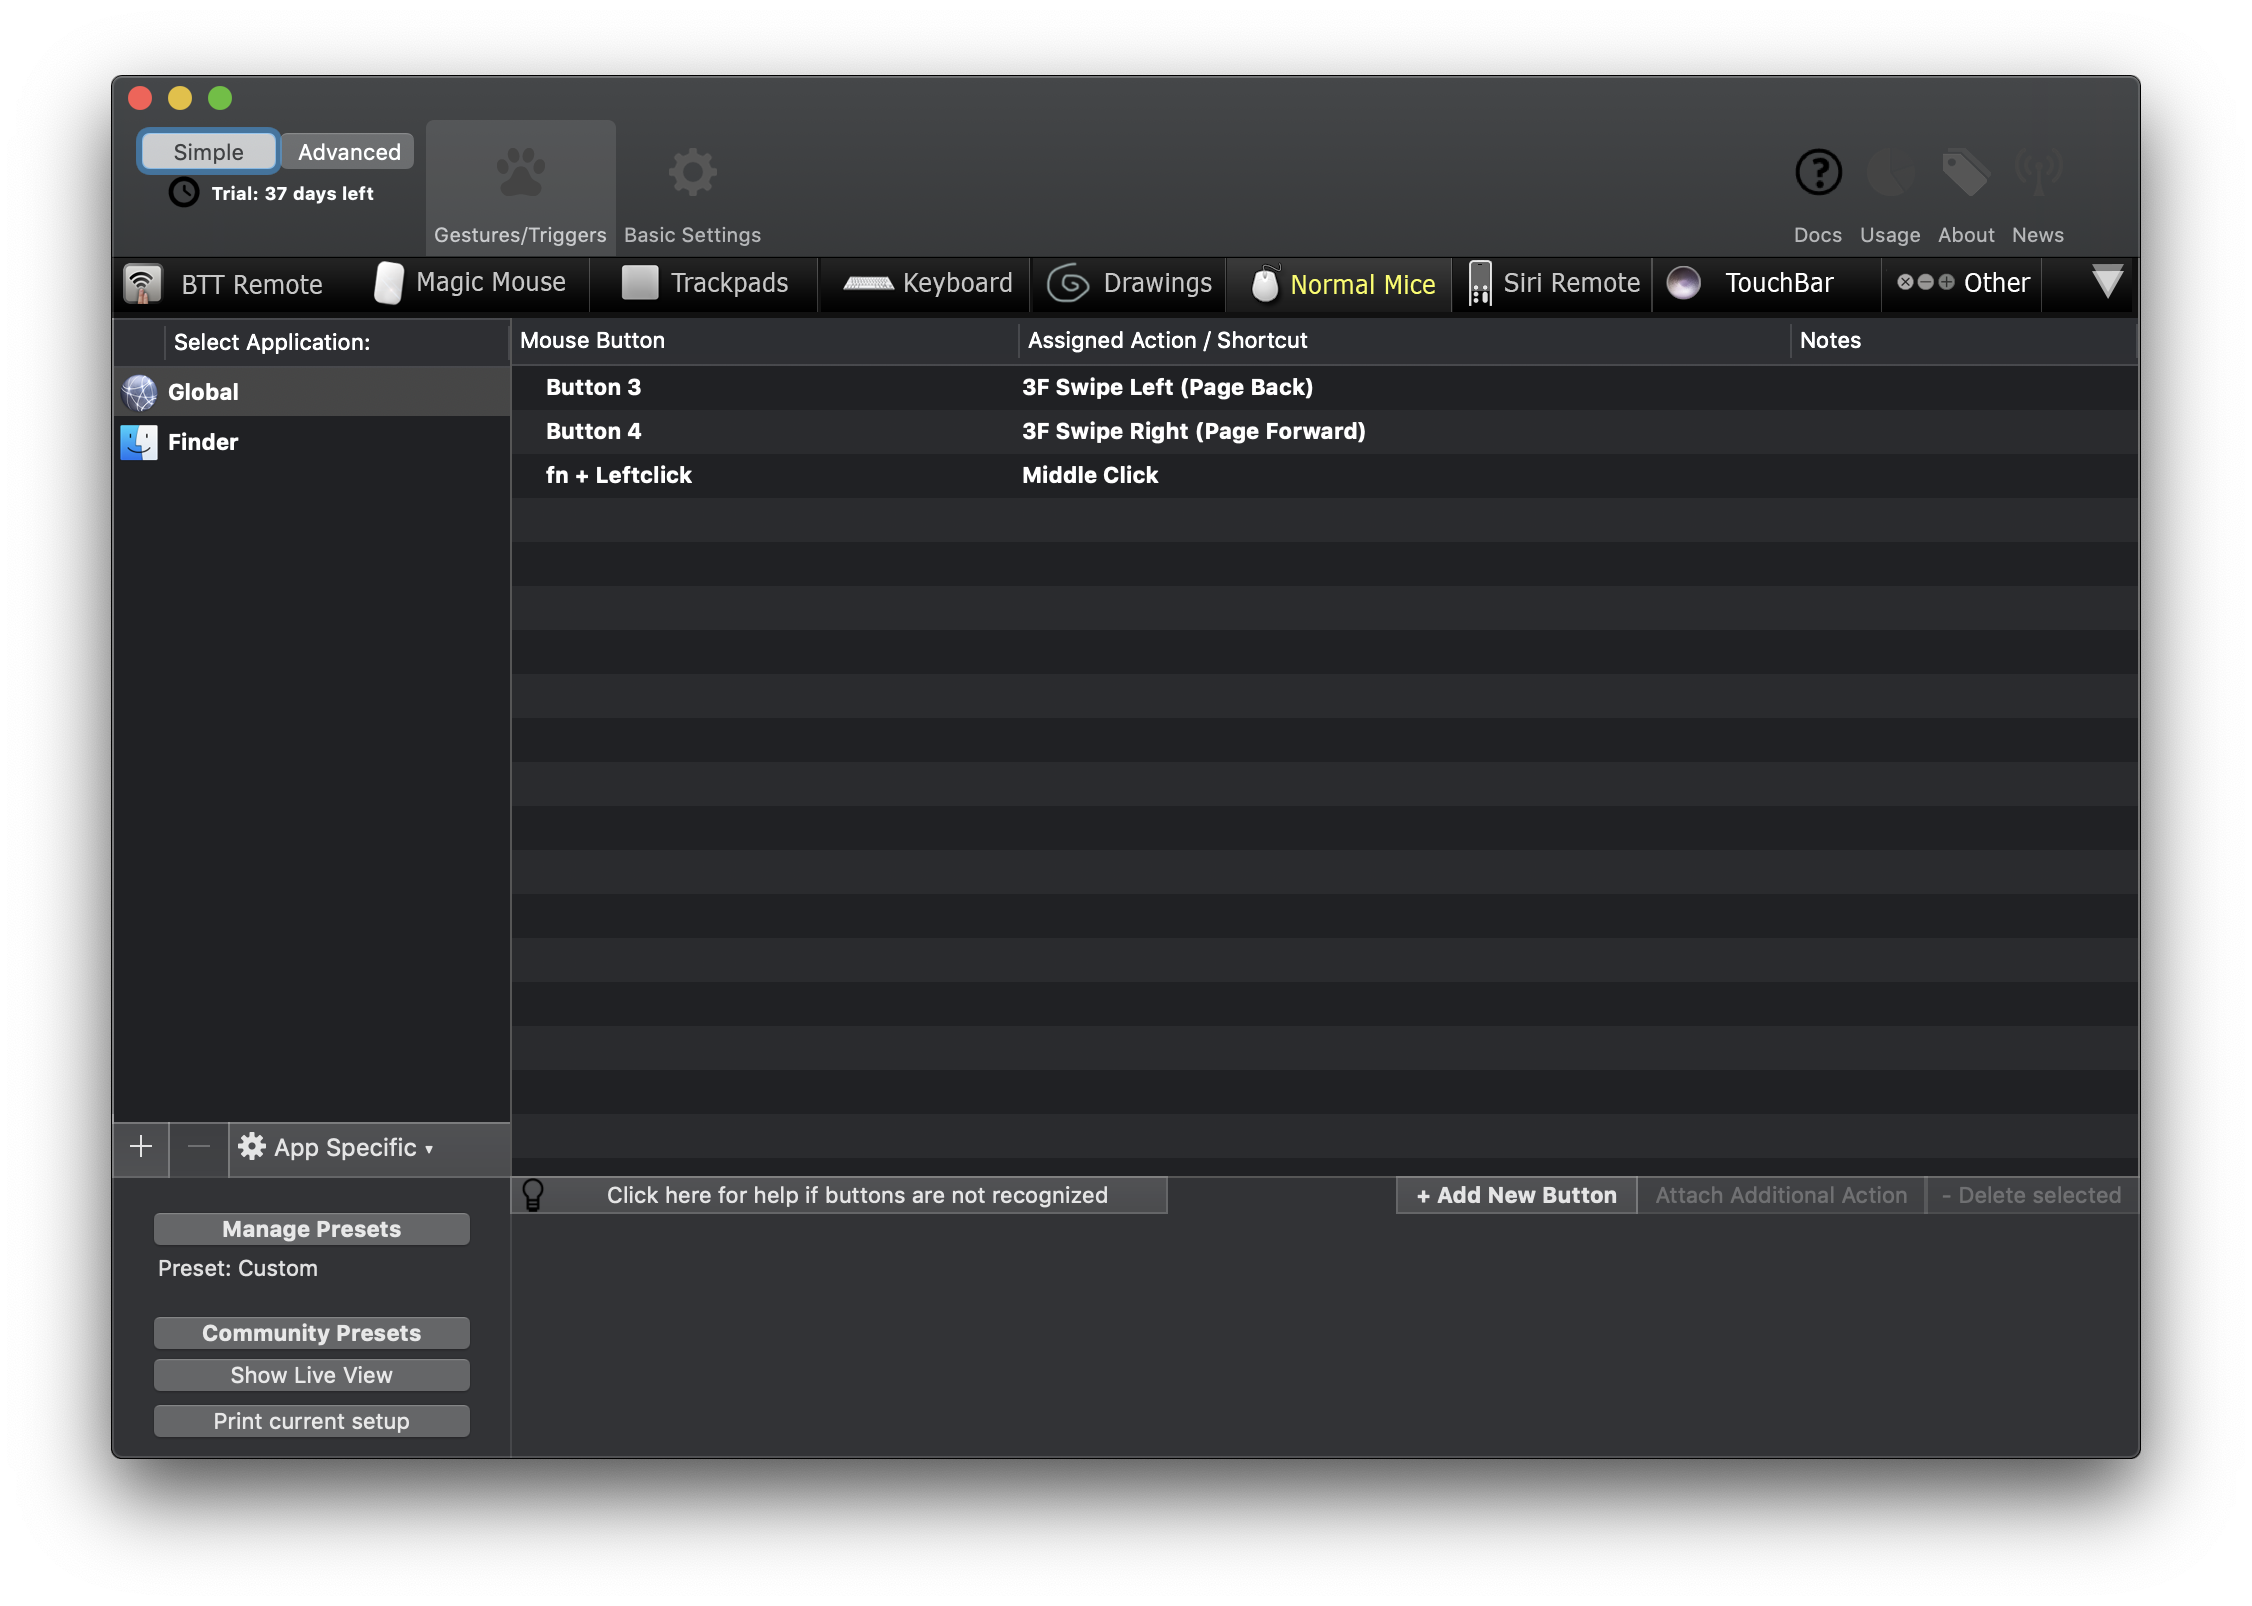 Simple Advanced
Trial: 37 days left
Gestures/Triggers Basic Settings
Docs Usage About News
BTT Remote Magic Mouse Trackpads Keyboard Drawings Normal Mice Siri Remote TouchBar Other
Select Application:
Global
Finder
Mouse Button Assigned Action / Shortcut Notes
Button 3 3F Swipe Left (Page Back)
Button 4 3F Swipe Right (Page Forward)
fn + Leftclick Middle Click
+ − App Specific ▾
Click here for help if buttons are not recognized + Add New Button Attach Additional Action - Delete selected
Manage Presets
Preset: Custom
Community Presets
Show Live View
Print current setup